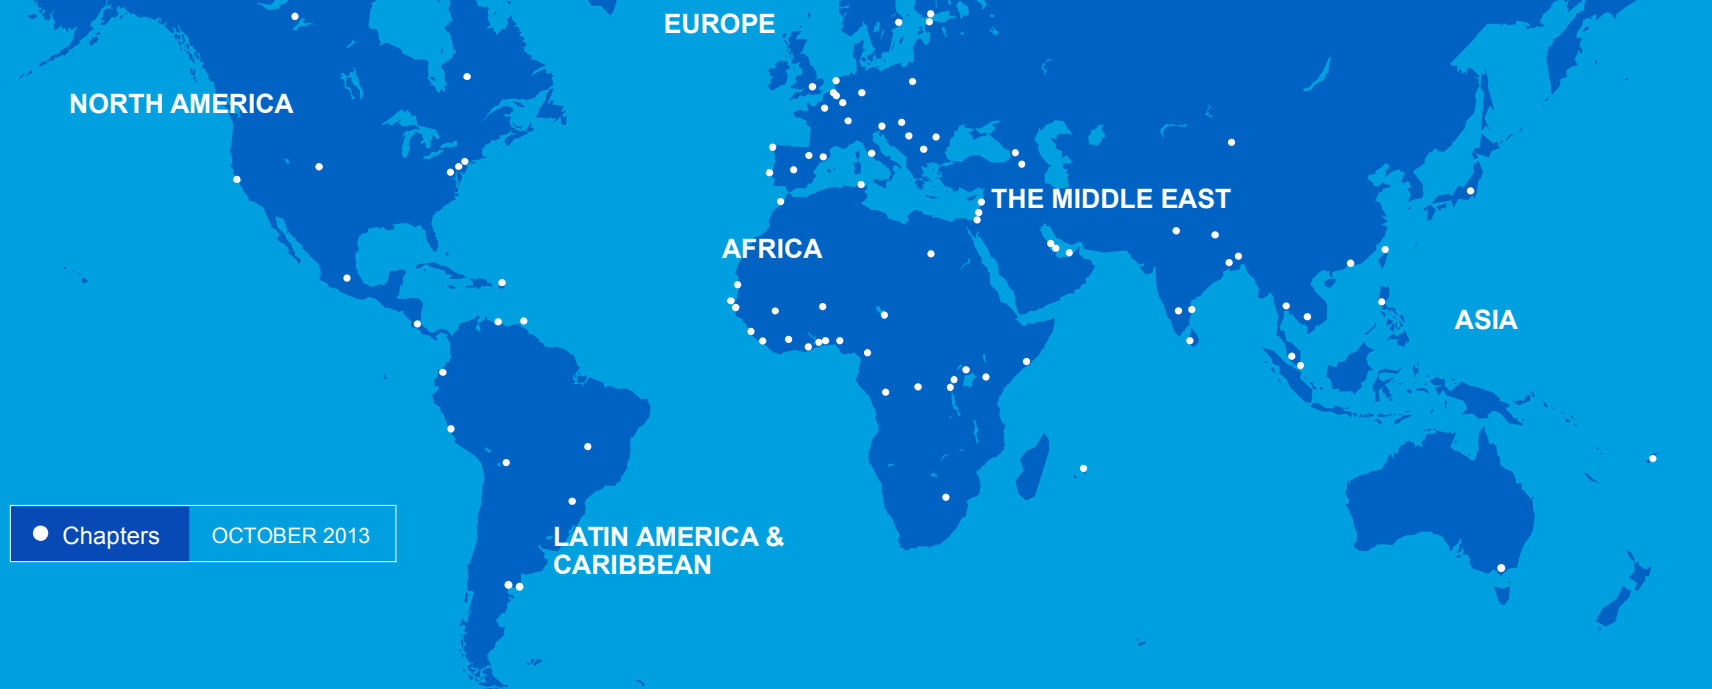 EUROPE
NORTH AMERICA
THE MIDDLE EAST
AFRICA
ASIA
Chapters
OCTOBER 2013
LATIN AMERICA &
CARIBBEAN